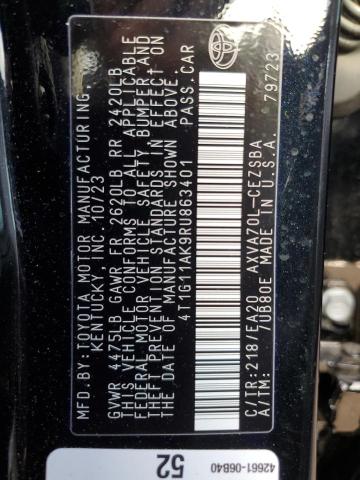 MFD. BY: TOYOTA MOTOR MANUFACTURING,
KENTUCKY, INC. 10/23
GVWR 4475LB GAWR FR 2620LB RR 2420LB
THIS VEHICLE CONFORMS TO ALL APPLICABLE
FEDERAL MOTOR VEHICLE SAFETY, BUMPER, AND
THEFT PREVENTION STANDARDS IN EFFECT ON
THE DATE OF MANUFACTURE SHOWN ABOVE.
4T1G11AK9RU863401 PASS. CAR
C/TR:218/EA20 AXVA70L-CEZSBA
A/TM: /UB80E MADE IN U.S.A.
79723
52
42661-06B40